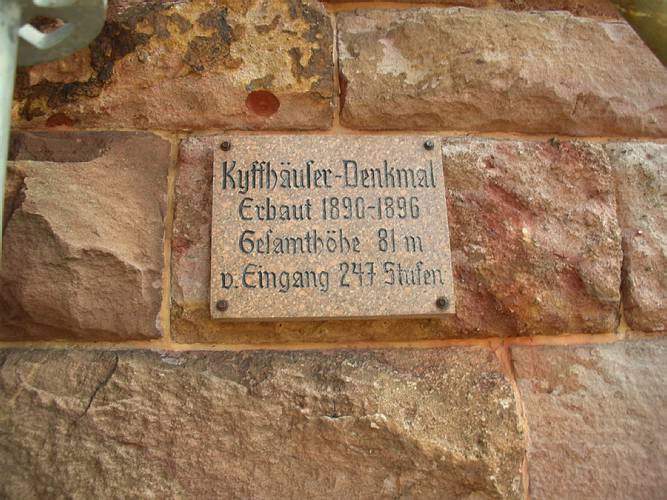 Kyffhäuſer-Denkmal
Erbaut 1890-1896
Geſamthöhe 81 m
v. Eingang 247 Stufen